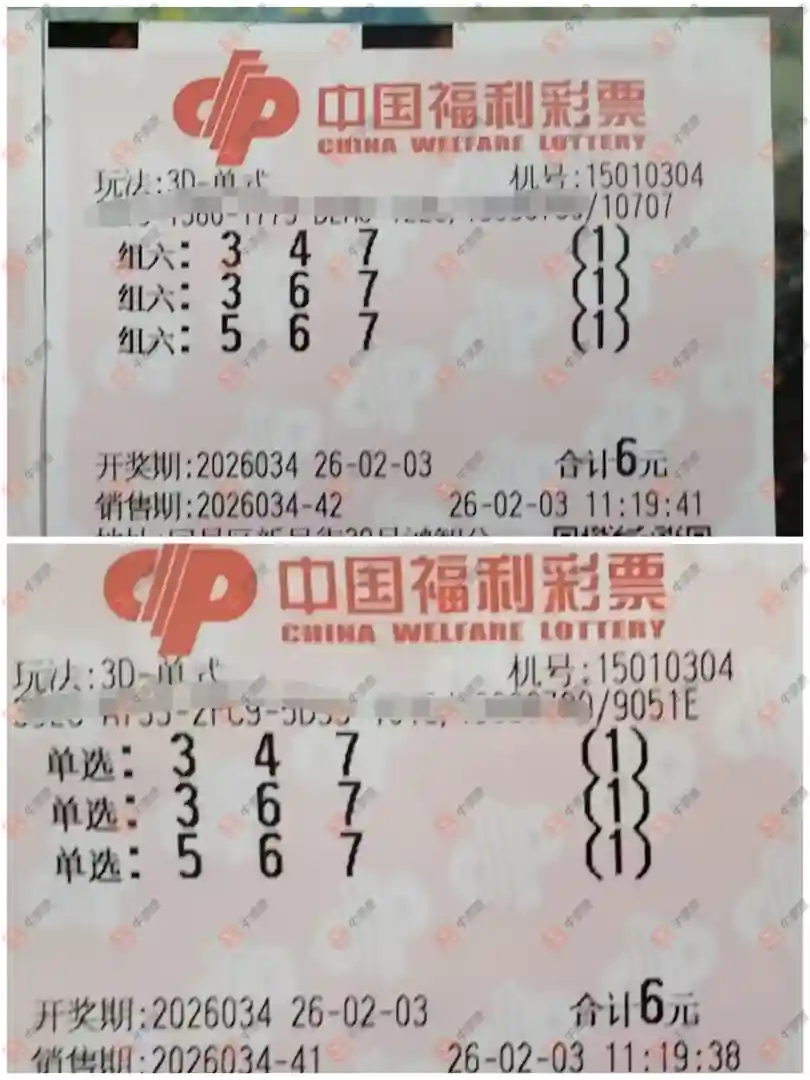 中国福利彩票
CHINA WELFARE LOTTERY
玩法:3D-单式 机号:15010304
/10707
组六: 3 4 7 (1)
组六: 3 6 7 (1)
组六: 5 6 7 (1)
开奖期:2026034 26-02-03 合计6元
销售期:2026034-42 26-02-03 11:19:41
中国福利彩票
CHINA WELFARE LOTTERY
玩法:3D-单式 机号:15010304
/9051E
单选: 3 4 7 (1)
单选: 3 6 7 (1)
单选: 5 6 7 (1)
开奖期:2026034 26-02-03 合计6元
销售期:2026034-41 26-02-03 11:19:38